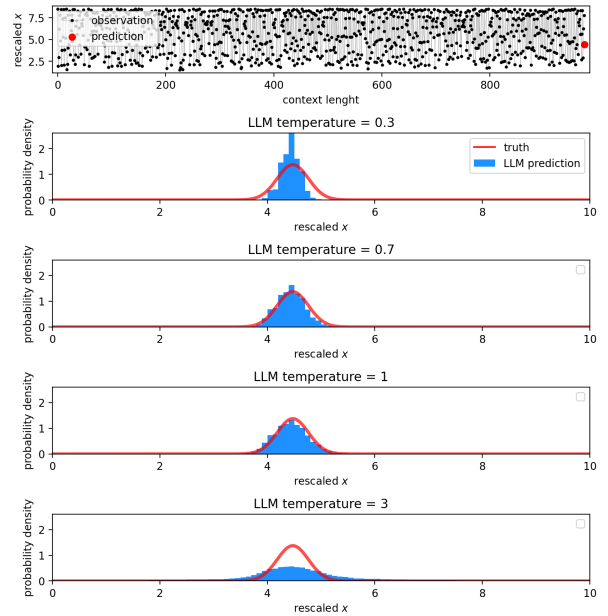 rescaled x
7.5
5.0
2.5
observation
prediction
0 200 400 600 800
context lenght
LLM temperature = 0.3
probability density
2
1
0
truth
LLM prediction
0 2 4 6 8 10
rescaled x
LLM temperature = 0.7
probability density
2
1
0
0 2 4 6 8 10
rescaled x
LLM temperature = 1
probability density
2
1
0
0 2 4 6 8 10
rescaled x
LLM temperature = 3
probability density
2
1
0
0 2 4 6 8 10
rescaled x